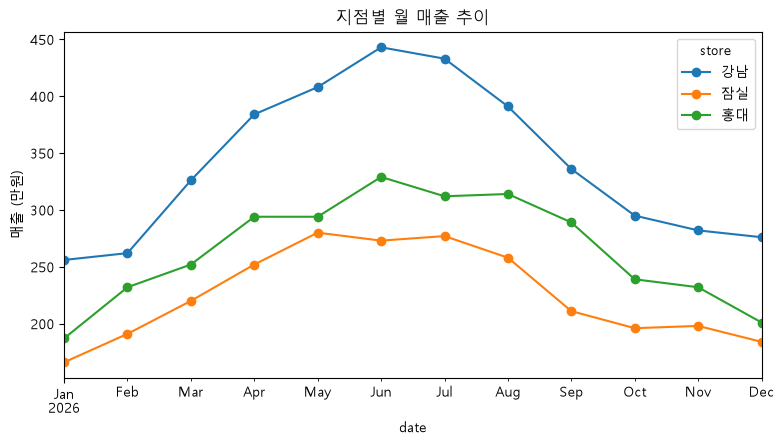 지점별 월 매출 추이
매출 (만원)
450
400
350
300
250
200
store
강남
잠실
홍대
Jan
2026
Feb
Mar
Apr
May
Jun
Jul
Aug
Sep
Oct
Nov
Dec
date